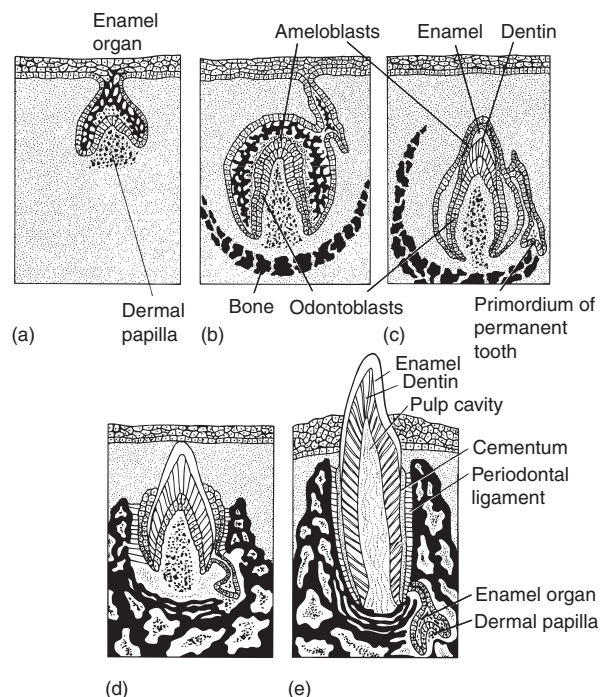 Enamel
organ
Ameloblasts
Enamel
Dentin
Dermal
papilla
Bone
Odontoblasts
Primordium of
permanent
tooth
(a)
(b)
(c)
Enamel
Dentin
Pulp cavity
Cementum
Periodontal
ligament
Enamel organ
Dermal papilla
(d)
(e)